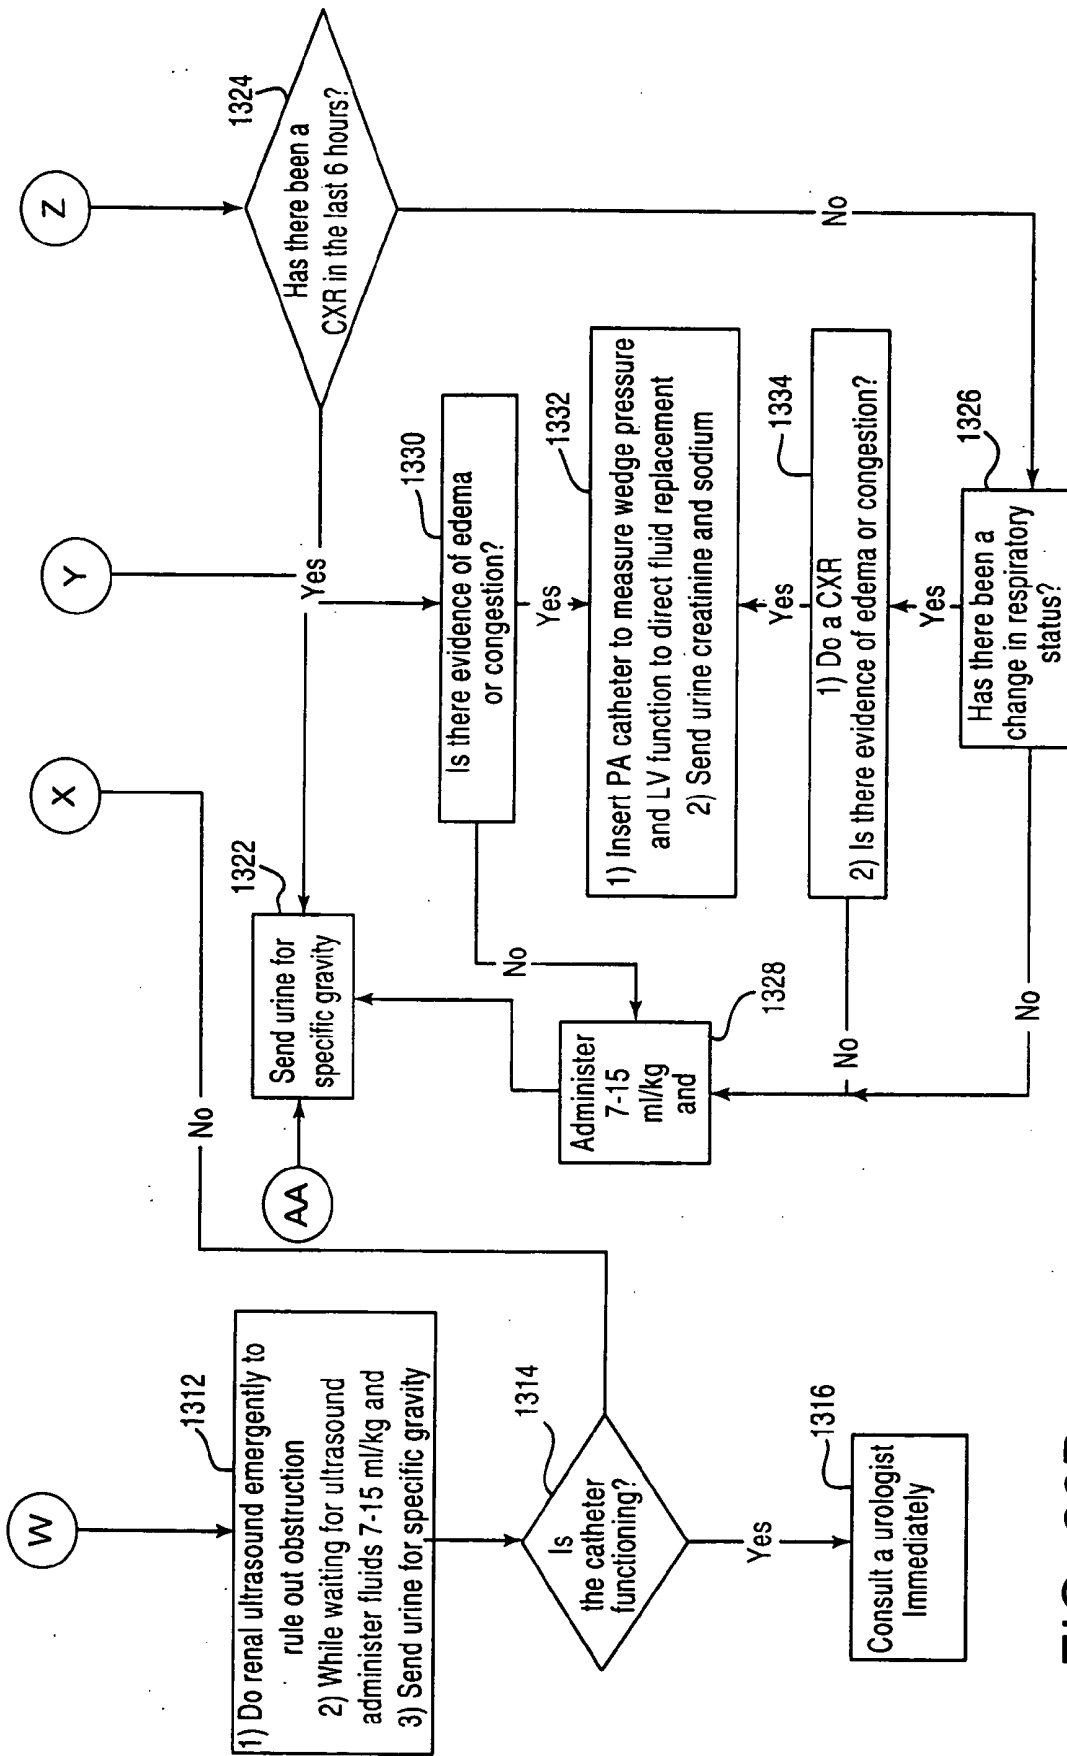 W
X
Y
Z
1312
1) Do renal ultrasound emergently to
rule out obstruction
2) While waiting for ultrasound
administer fluids 7-15 ml/kg and
3) Send urine for specific gravity
1314
Is
the catheter
functioning?
No
Yes
1316
Consult a urologist
Immediately
AA
1322
Send urine for
specific gravity
1324
Has there been a
CXR in the last 6 hours?
Yes
No
1330
Is there evidence of edema
or congestion?
Yes
No
1332
1) Insert PA catheter to measure wedge pressure
and LV function to direct fluid replacement
2) Send urine creatinine and sodium
Yes
1328
Administer
7-15
ml/kg
and
1334
1) Do a CXR
2) Is there evidence of edema or congestion?
No
Yes
1326
Has there been a
change in respiratory
status?
No